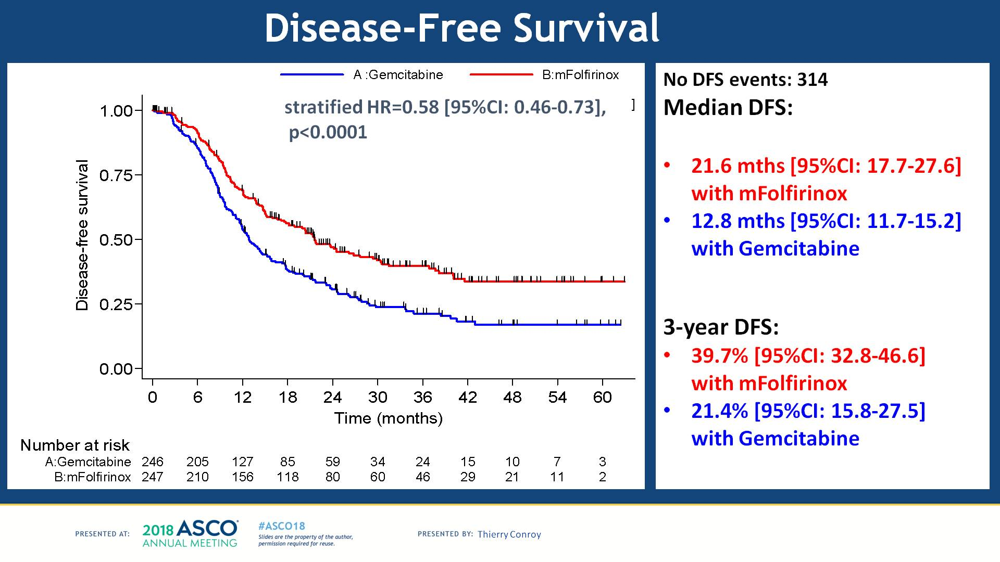 Disease-Free Survival
A :Gemcitabine B:mFolfirinox
stratified HR=0.58 [95%CI: 0.46-0.73], ]
p<0.0001
1.00
0.75
0.50
0.25
0.00
Disease-free survival
0 6 12 18 24 30 36 42 48 54 60
Time (months)
Number at risk
A:Gemcitabine 246 205 127 85 59 34 24 15 10 7 3
B:mFolfirinox 247 210 156 118 80 60 46 29 21 11 2
No DFS events: 314
Median DFS:
• 21.6 mths [95%CI: 17.7-27.6]
with mFolfirinox
• 12.8 mths [95%CI: 11.7-15.2]
with Gemcitabine
3-year DFS:
• 39.7% [95%CI: 32.8-46.6]
with mFolfirinox
• 21.4% [95%CI: 15.8-27.5]
with Gemcitabine
PRESENTED AT:
2018 ASCO
ANNUAL MEETING
#ASCO18
Slides are the property of the author,
permission required for reuse.
PRESENTED BY: Thierry Conroy